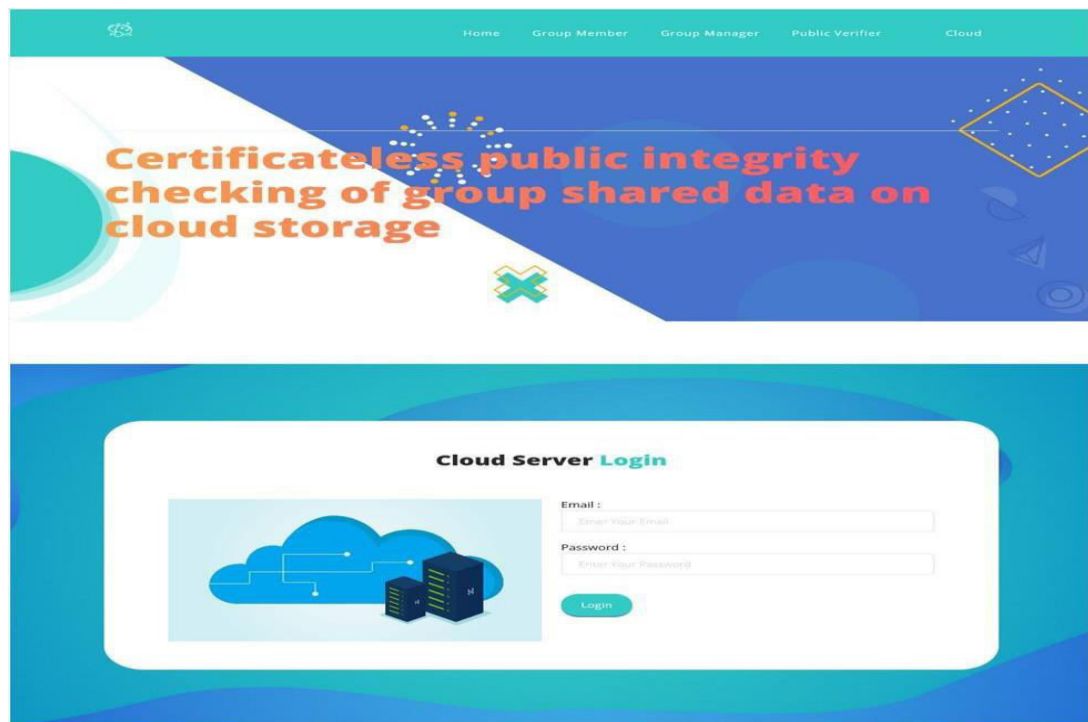 Home Group Member Group Manager Public Verifier Cloud
Certificateless public integrity
checking of group shared data on
cloud storage
Cloud Server Login
Email :
Enter Your Email
Password :
Enter Your Password
Login